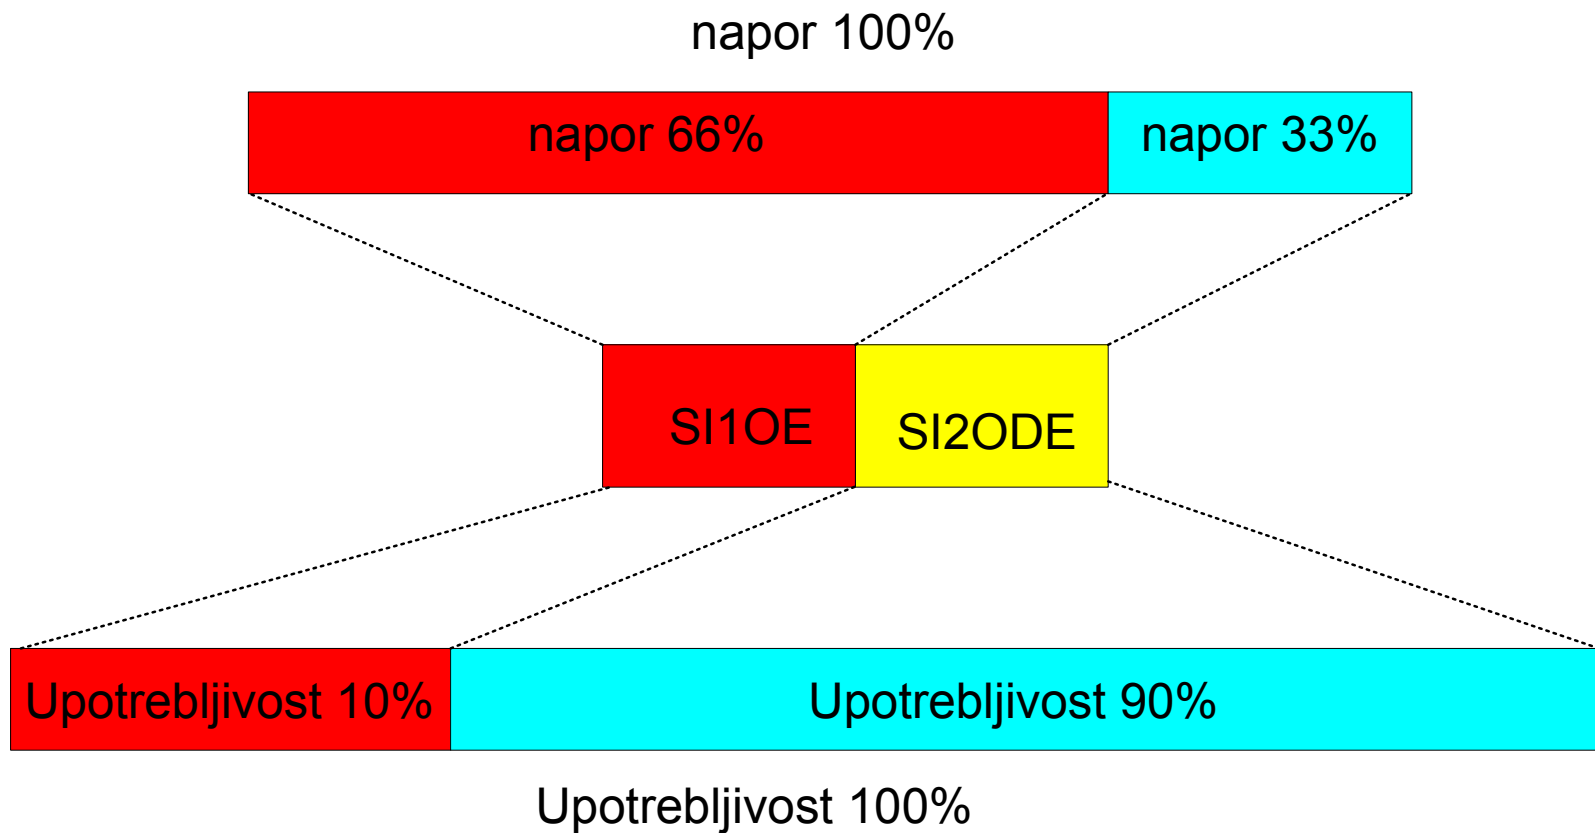 napor 100%
napor 66%
napor 33%
SI1OE
SI2ODE
Upotrebljivost 10%
Upotrebljivost 90%
Upotrebljivost 100%